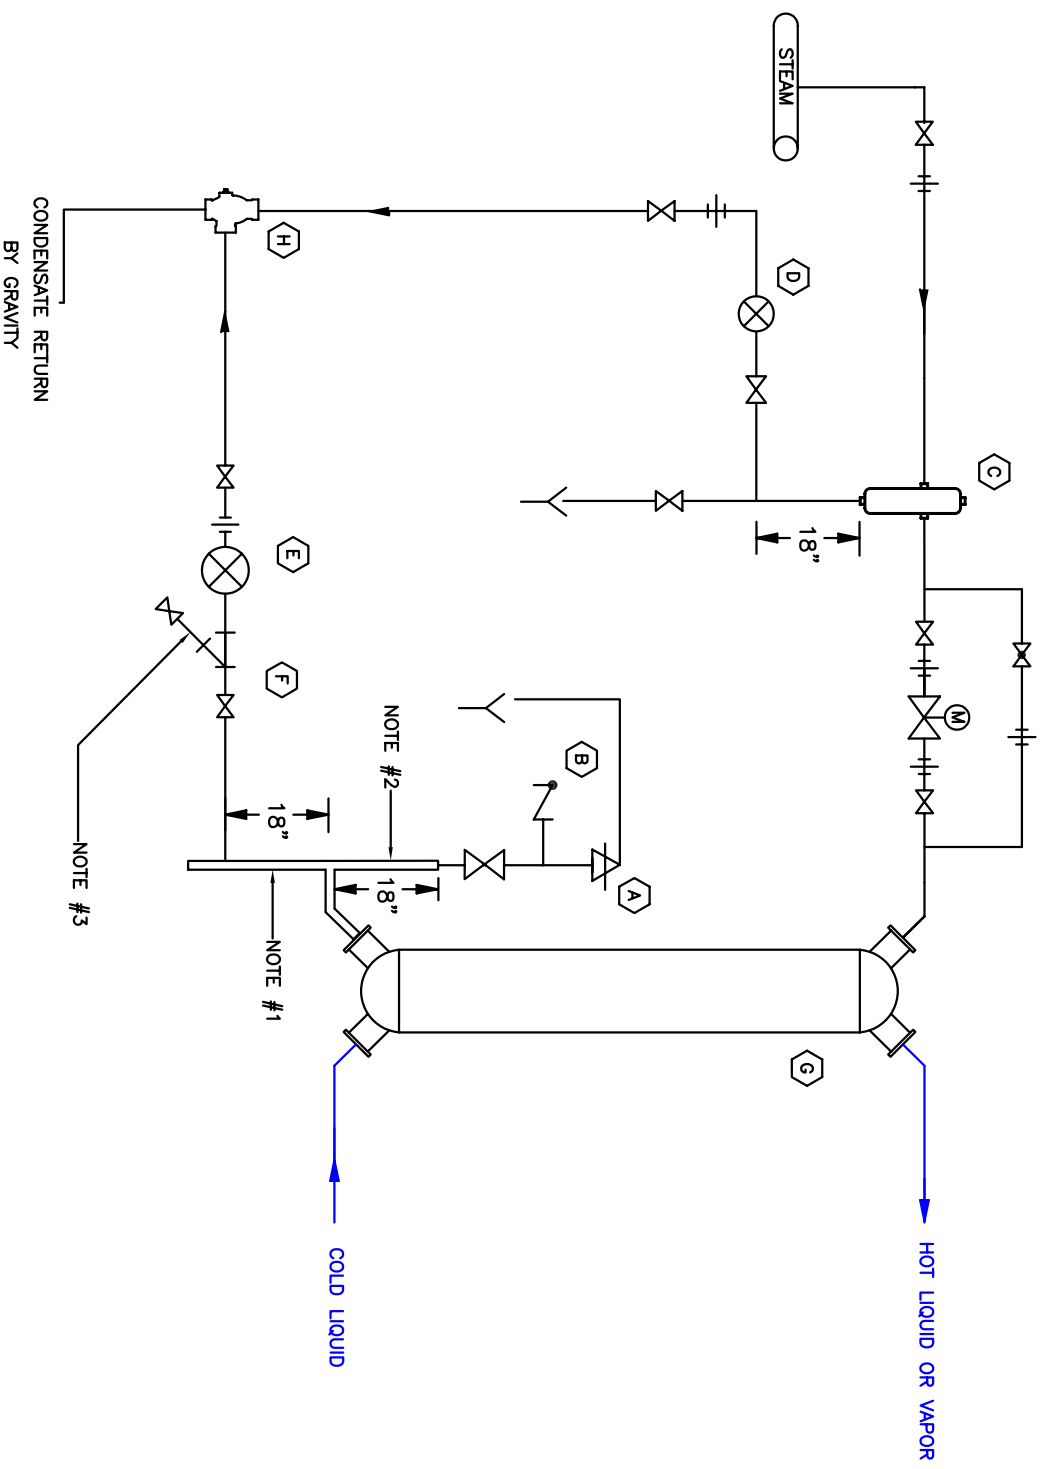 STEAM
C
M
D
18"
HOT LIQUID OR VAPOR
G
A
B
H
E
F
NOTE #2
18"
18"
COLD LIQUID
NOTE #1
NOTE #3
CONDENSATE RETURN
BY GRAVITY